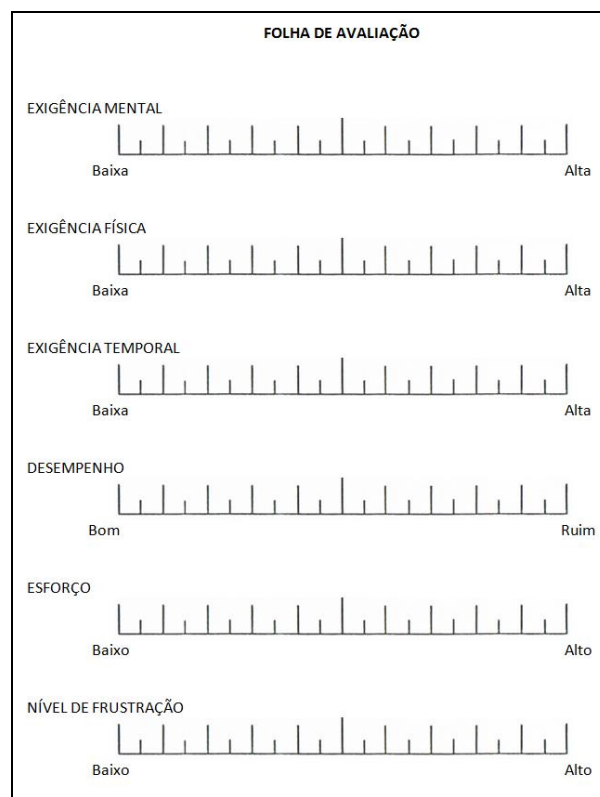 FOLHA DE AVALIAÇÃO
EXIGÊNCIA MENTAL
Baixa Alta
EXIGÊNCIA FÍSICA
Baixa Alta
EXIGÊNCIA TEMPORAL
Baixa Alta
DESEMPENHO
Bom Ruim
ESFORÇO
Baixo Alto
NÍVEL DE FRUSTRAÇÃO
Baixo Alto